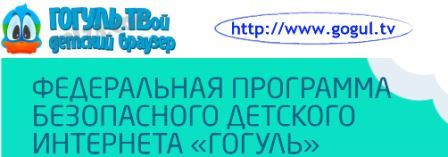 ГОГУЛЬ.ТВой
детский браузер
http://www.gogul.tv
ФЕДЕРАЛЬНАЯ ПРОГРАММА
БЕЗОПАСНОГО ДЕТСКОГО
ИНТЕРНЕТА «ГОГУЛЬ»